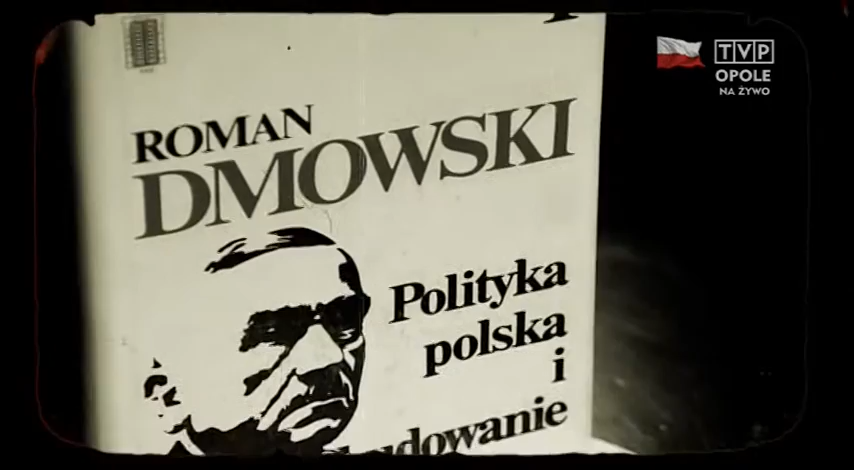 ROMAN
DMOWSKI
Polityka
polska
i
TVP
OPOLE
NA ŻYWO